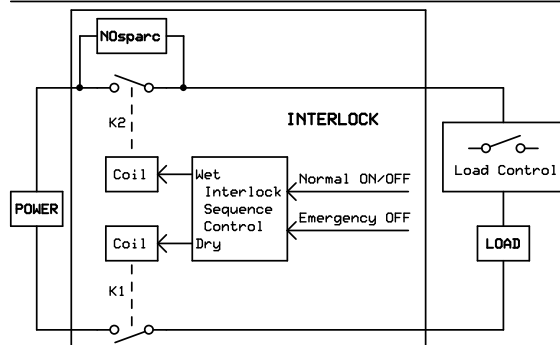 NOsparc
K2
INTERLOCK
Coil
Wet
Interlock
Sequence
Control
Dry
Normal ON/OFF
Emergency OFF
Load Control
POWER
Coil
LOAD
K1